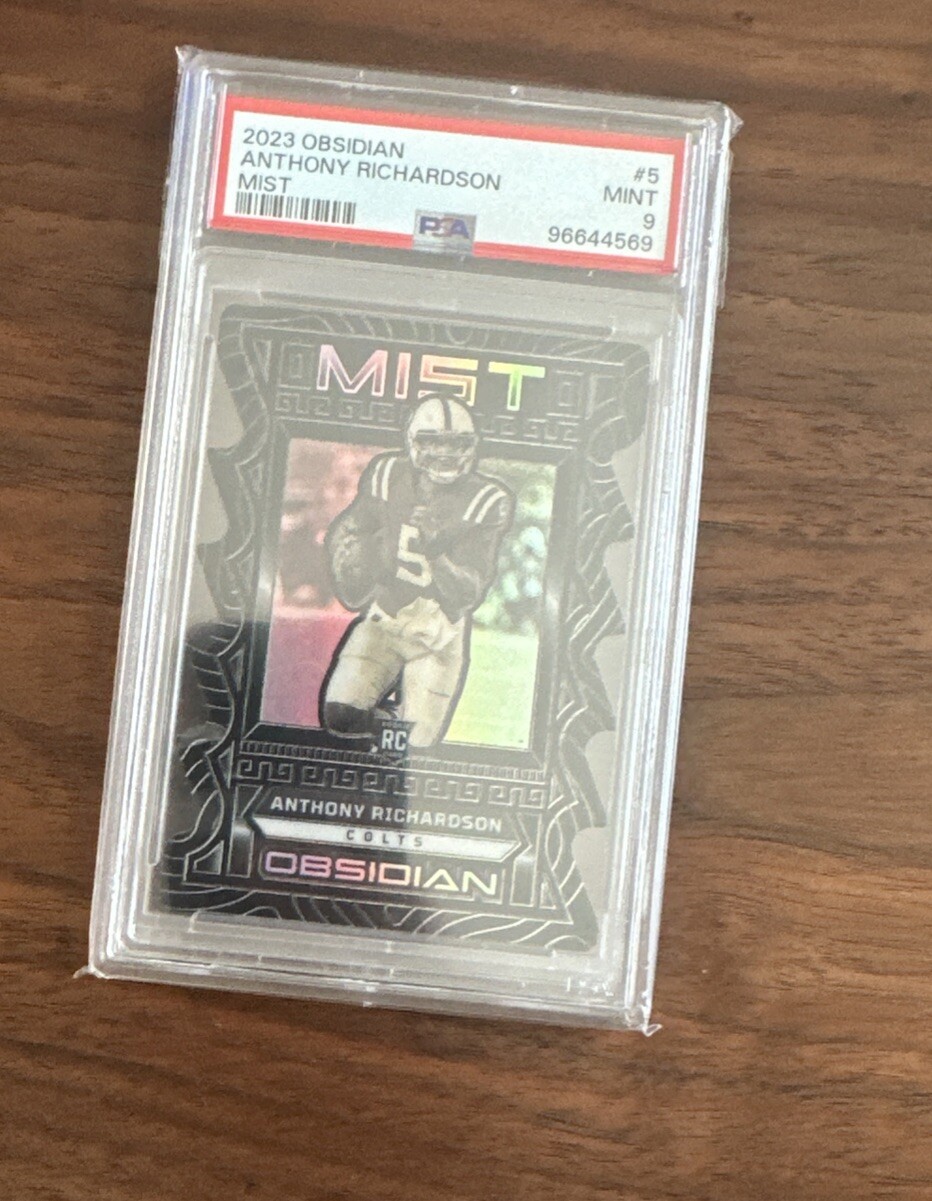 2023 OBSIDIAN
ANTHONY RICHARDSON
MIST
#5
MINT
9
96644569
PSA
MIST
5
RC
ANTHONY RICHARDSON
COLTS
OBSIDIAN